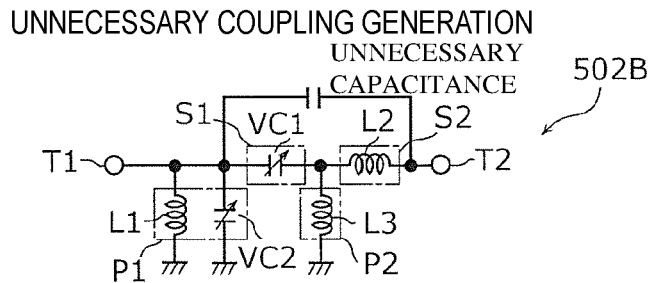 UNNECESSARY COUPLING GENERATION
UNNECESSARY
CAPACITANCE
502B
S1
VC1
L2
S2
T1
T2
L1
VC2
L3
P1
P2